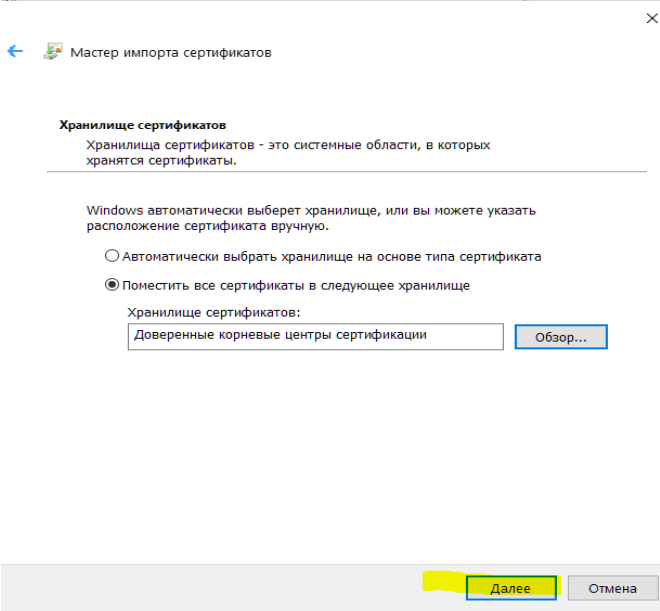 Мастер импорта сертификатов
Хранилище сертификатов
Хранилища сертификатов - это системные области, в которых
хранятся сертификаты.
Windows автоматически выберет хранилище, или вы можете указать
расположение сертификата вручную.
Автоматически выбрать хранилище на основе типа сертификата
Поместить все сертификаты в следующее хранилище
Хранилище сертификатов:
Доверенные корневые центры сертификации
Обзор...
Далее
Отмена